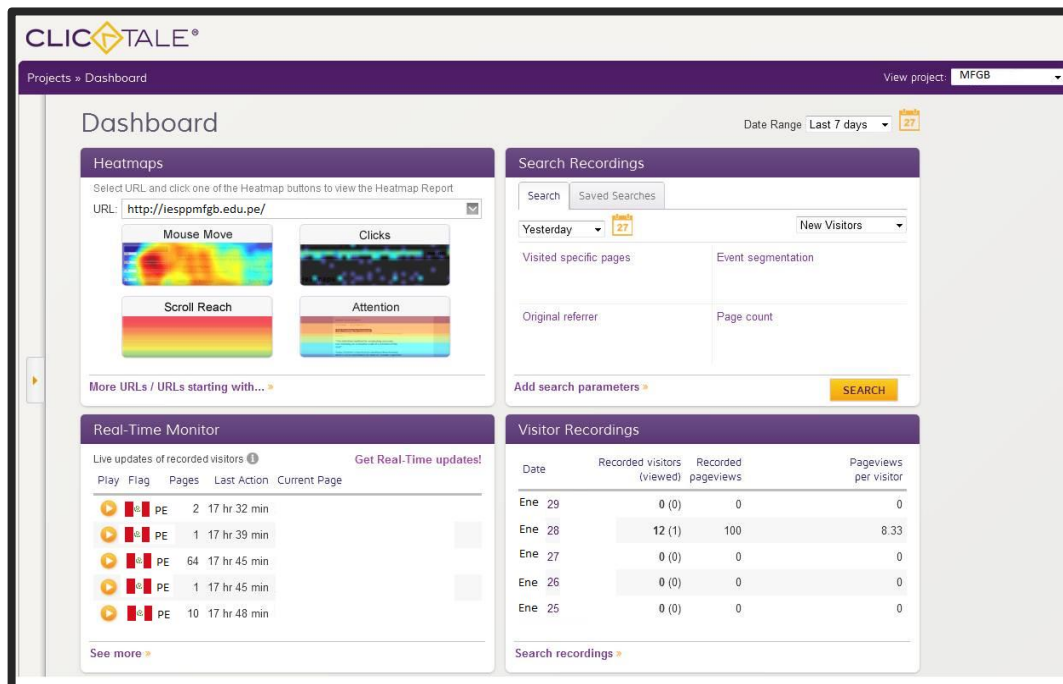 CLICTALE®
Projects » Dashboard
View project: MFGB
Dashboard
Date Range Last 7 days 27
Heatmaps
Select URL and click one of the Heatmap buttons to view the Heatmap Report
URL: http://iesppmfgb.edu.pe/
Mouse Move Clicks
Scroll Reach Attention
More URLs / URLs starting with... »
Search Recordings
Search Saved Searches
Yesterday 27 New Visitors
Visited specific pages Event segmentation
Original referrer Page count
Add search parameters » SEARCH
Real-Time Monitor
Live updates of recorded visitors i Get Real-Time updates!
Play Flag Pages Last Action Current Page
PE 2 17 hr 32 min
PE 1 17 hr 39 min
PE 64 17 hr 45 min
PE 1 17 hr 45 min
PE 10 17 hr 48 min
See more »
Visitor Recordings
Date Recorded visitors (viewed) Recorded pageviews Pageviews per visitor
Ene 29 0 (0) 0 0
Ene 28 12 (1) 100 8.33
Ene 27 0 (0) 0 0
Ene 26 0 (0) 0 0
Ene 25 0 (0) 0 0
Search recordings »